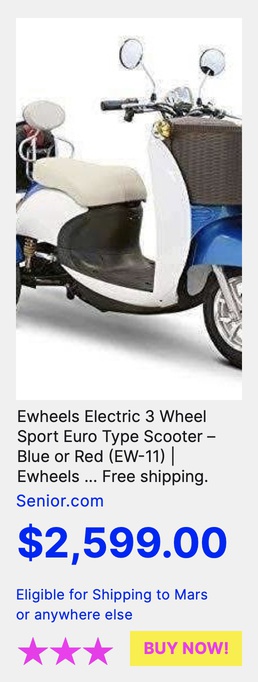 Ewheels Electric 3 Wheel
Sport Euro Type Scooter –
Blue or Red (EW-11) |
Ewheels ... Free shipping.
Senior.com
$2,599.00
Eligible for Shipping to Mars
or anywhere else
BUY NOW!